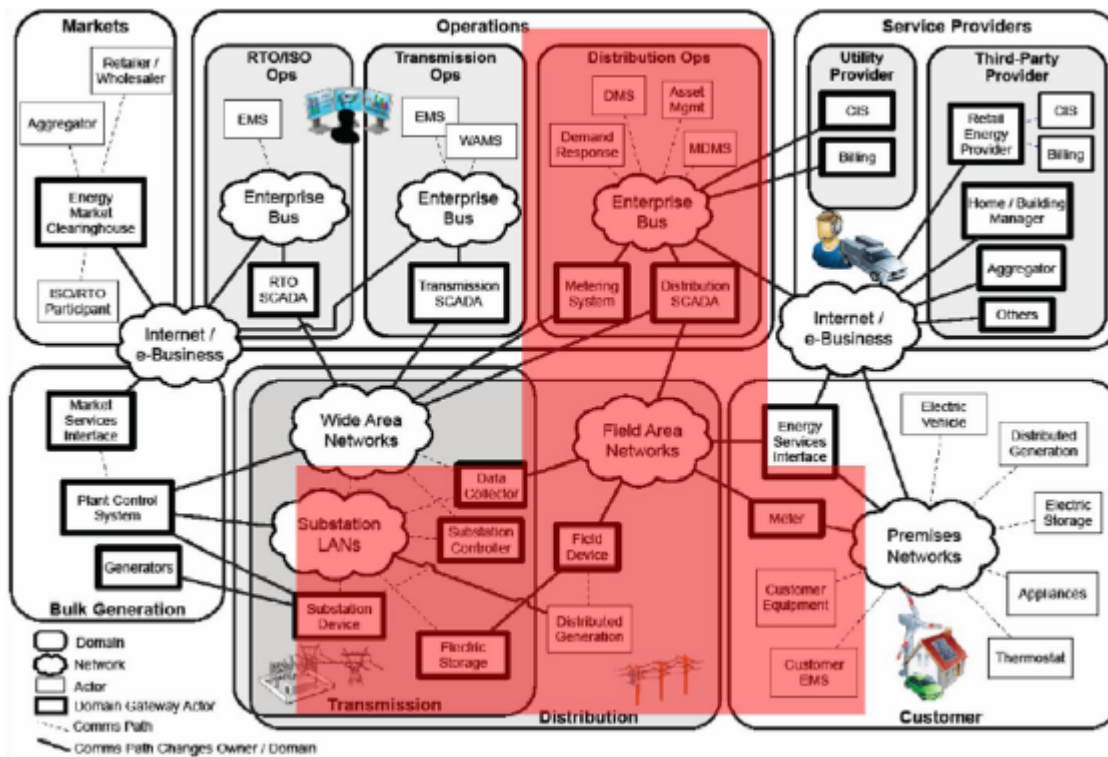 Markets
Retailer /
Wholesaler
Aggregator
Energy
Market
Clearinghouse
ISO/RTO
Participant
Internet /
e-Business
Operations
RTO/ISO
Ops
EMS
Enterprise
Bus
RTO
SCADA
Transmission
Ops
EMS
WAMS
Enterprise
Bus
Transmission
SCADA
Distribution Ops
DMS
Asset
Mgmt
Demand
Response
MDMS
Enterprise
Bus
Metering
System
Distribution
SCADA
Service Providers
Utility
Provider
CIS
Billing
Third-Party
Provider
Retail
Energy
Provider
CIS
Billing
Home / Building
Manager
Aggregator
Others
Internet /
e-Business
Market
Services
Interface
Plant Control
System
Generators
Bulk Generation
Wide Area
Networks
Substation
LANs
Data
Collector
Substation
Controller
Substation
Device
Electric
Storage
Transmission
Field Area
Networks
Field
Device
Distributed
Generation
Distribution
Energy
Services
Interface
Meter
Customer
Equipment
Customer
EMS
Premises
Networks
Electric
Vehicle
Distributed
Generation
Electric
Storage
Appliances
Thermostat
Customer
Domain
Network
Actor
Domain Gateway Actor
Comms Path
Comms Path Changes Owner / Domain